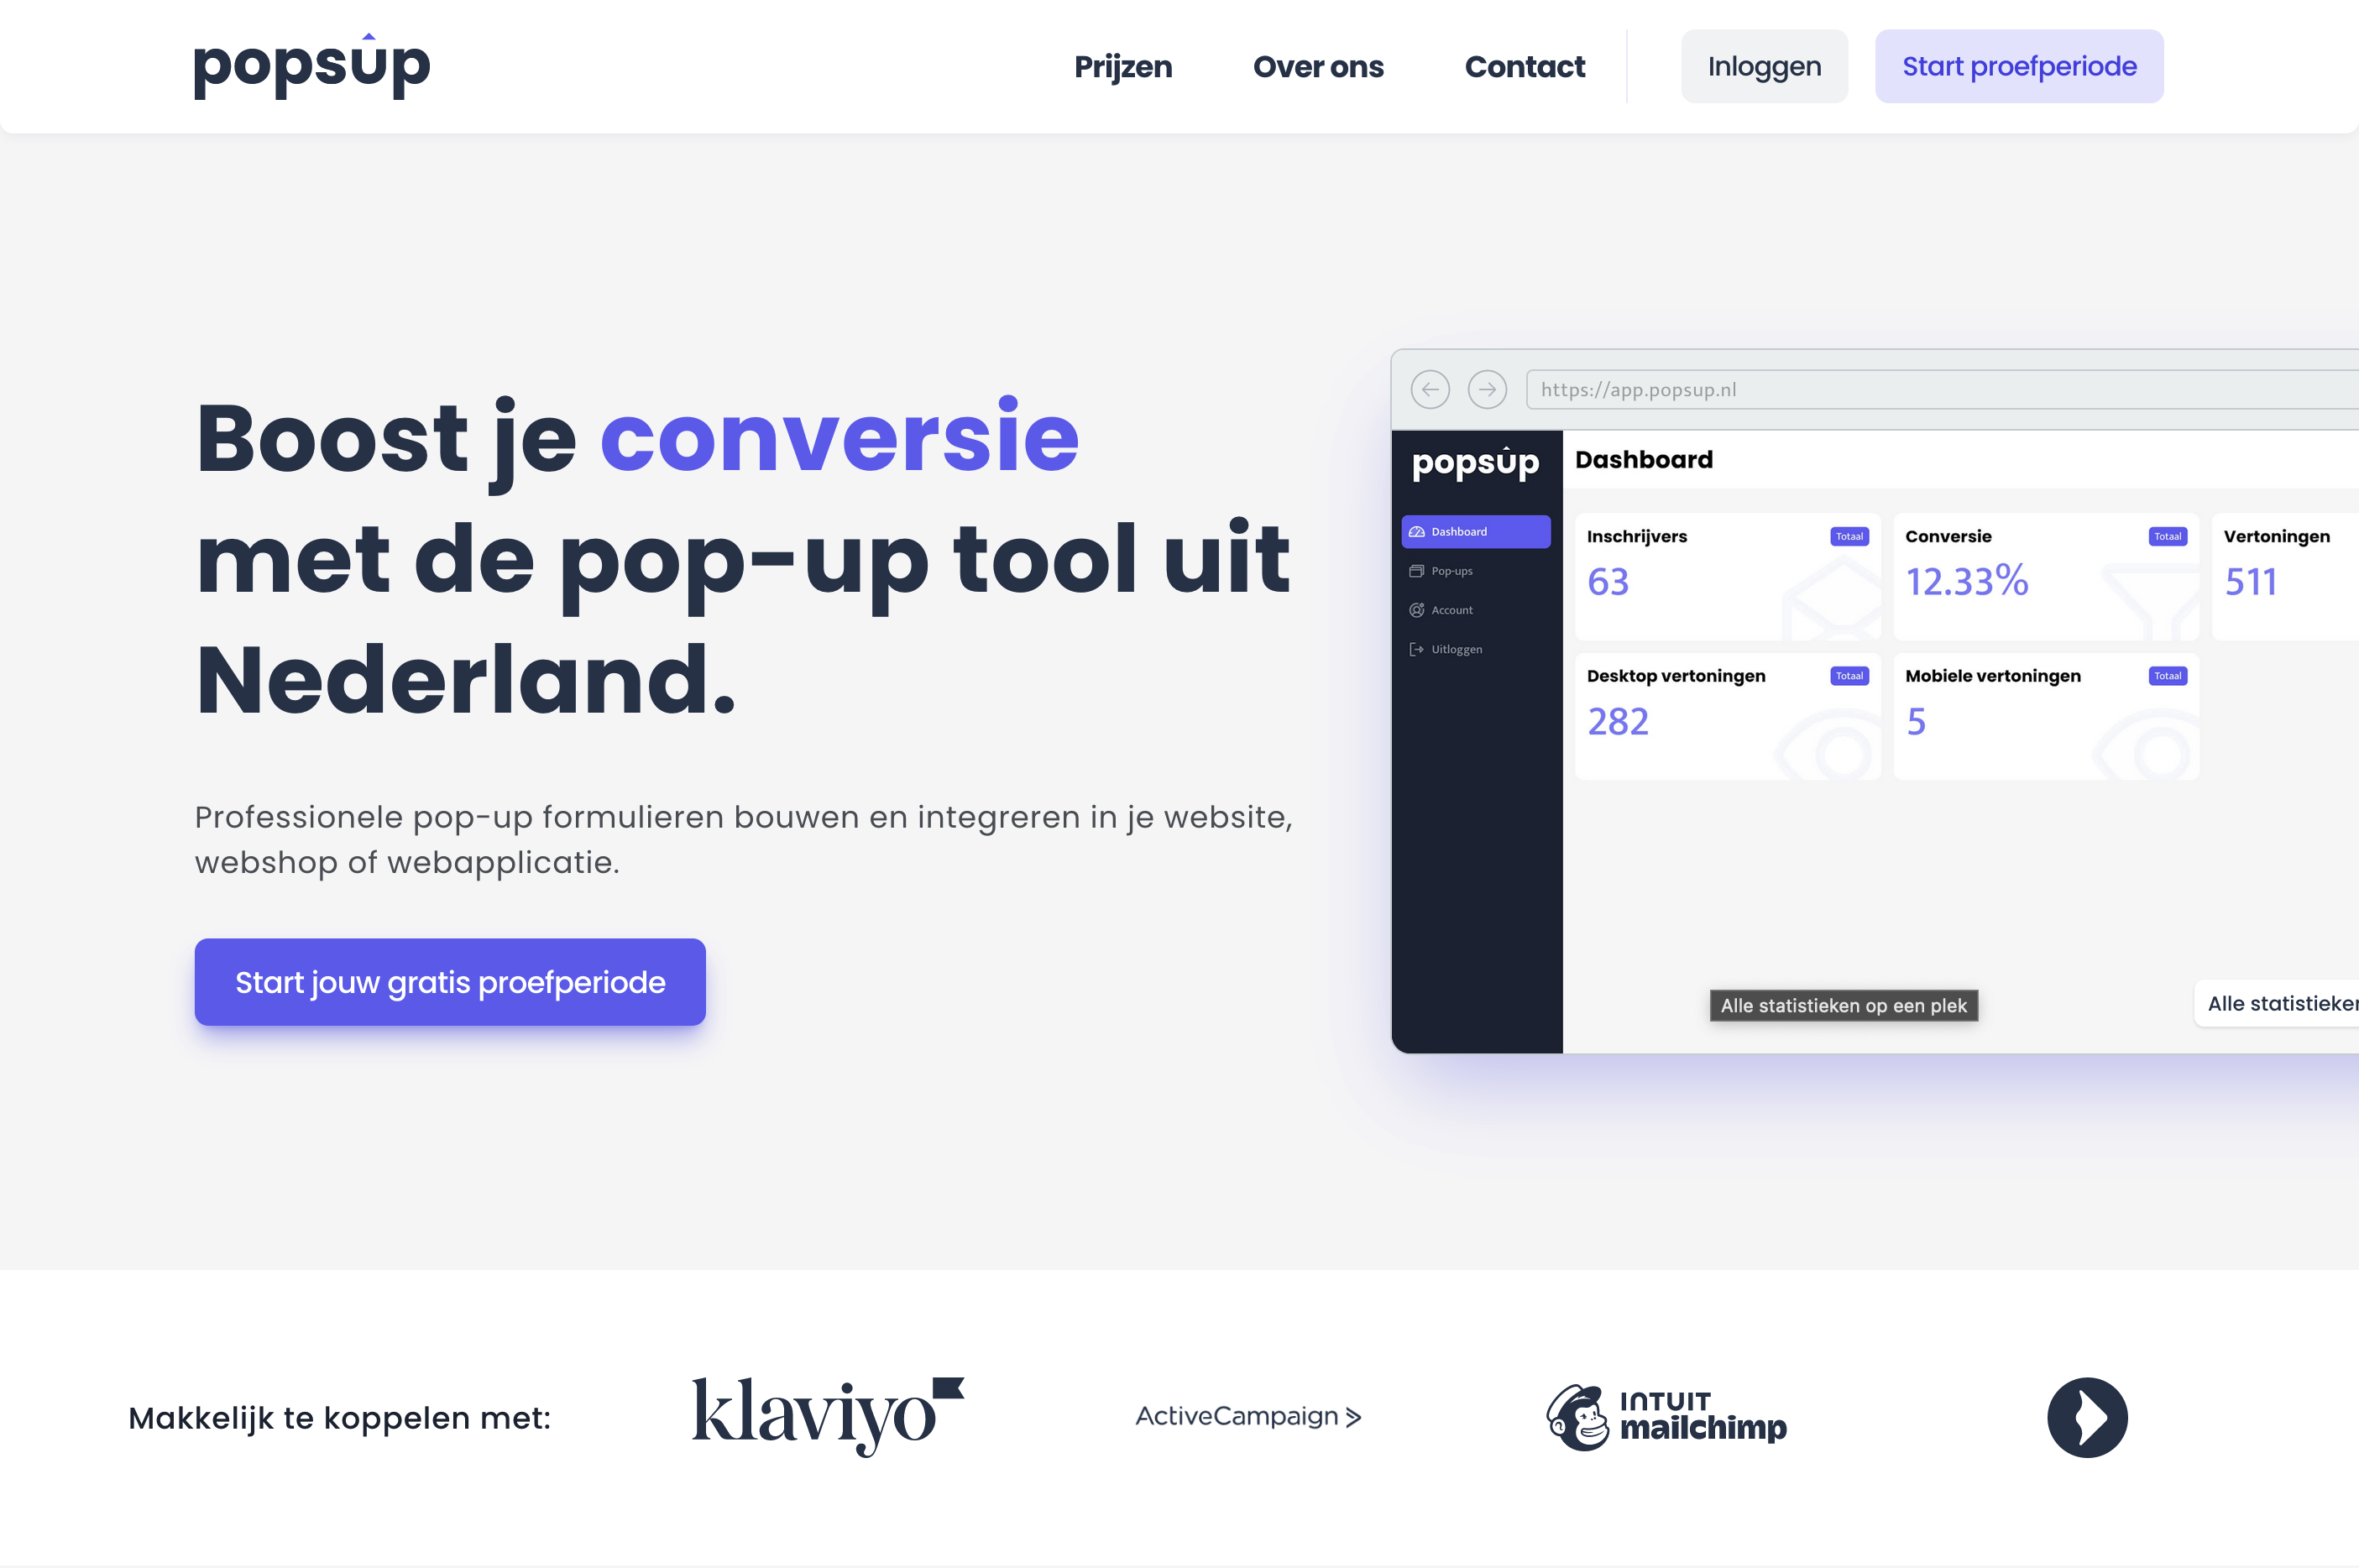 popsup
Prijzen
Over ons
Contact
Inloggen
Start proefperiode
Boost je conversie
met de pop-up tool uit
Nederland.
Professionele pop-up formulieren bouwen en integreren in je website,
webshop of webapplicatie.
Start jouw gratis proefperiode
https://app.popsup.nl
popsup
Dashboard
Pop-ups
Account
Uitloggen
Dashboard
Inschrijvers
Totaal
63
Conversie
Totaal
12.33%
Vertoningen
511
Desktop vertoningen
Totaal
282
Mobiele vertoningen
Totaal
5
Alle statistieken op een plek
Alle
Makkelijk te koppelen met:
klaviyo
ActiveCampaign
INTUIT
mailchimp